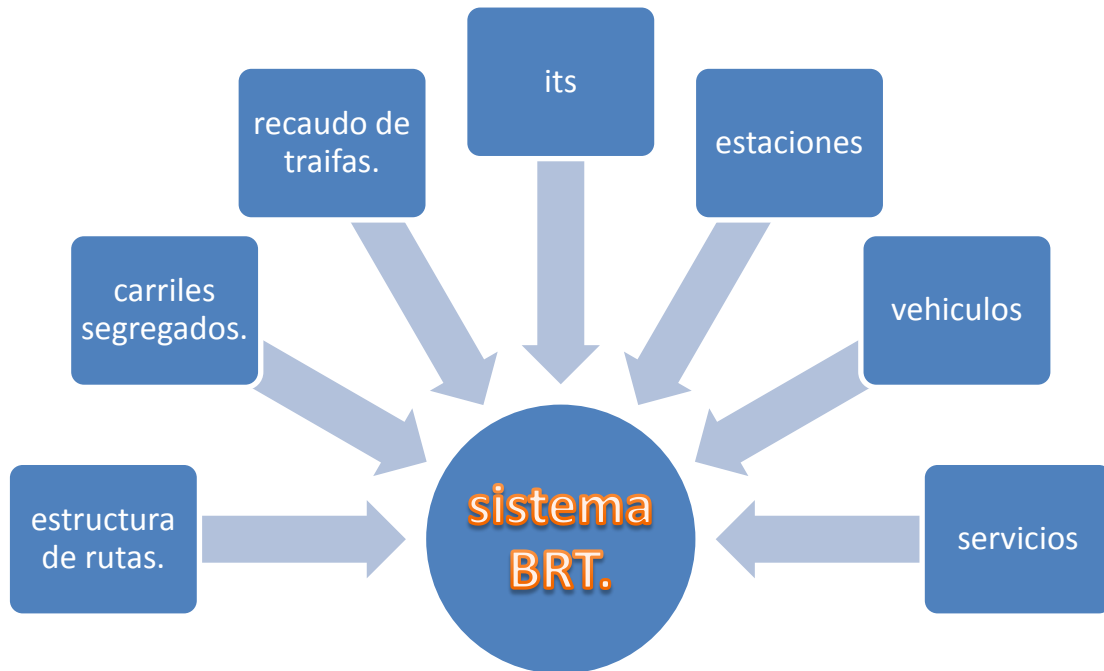 its
recaudo de
traifas.
estaciones
carriles
segregados.
vehiculos
estructura
de rutas.
sistema
BRT.
servicios